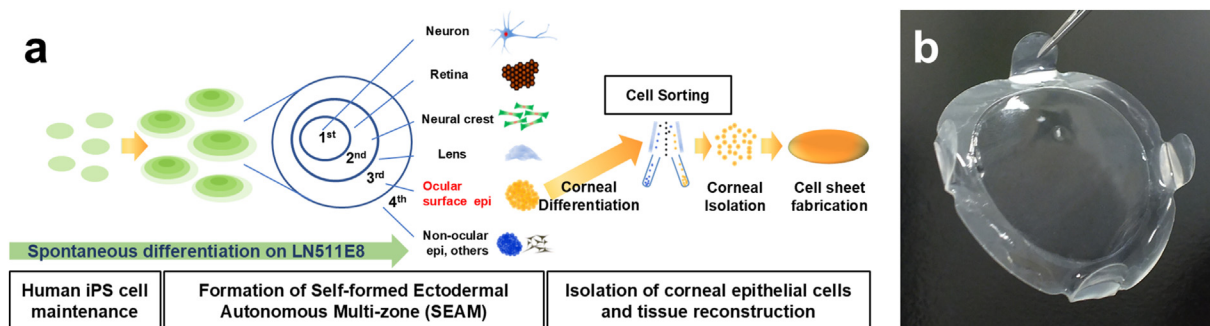 a
Neuron
Retina
Neural crest
Lens
Ocular
surface epi
Non-ocular
epi, others
1st
2nd
3rd
4th
Cell Sorting
Corneal
Differentiation
Corneal
Isolation
Cell sheet
fabrication
Spontaneous differentiation on LN511E8
Human iPS cell
maintenance
Formation of Self-formed Ectodermal
Autonomous Multi-zone (SEAM)
Isolation of corneal epithelial cells
and tissue reconstruction
b